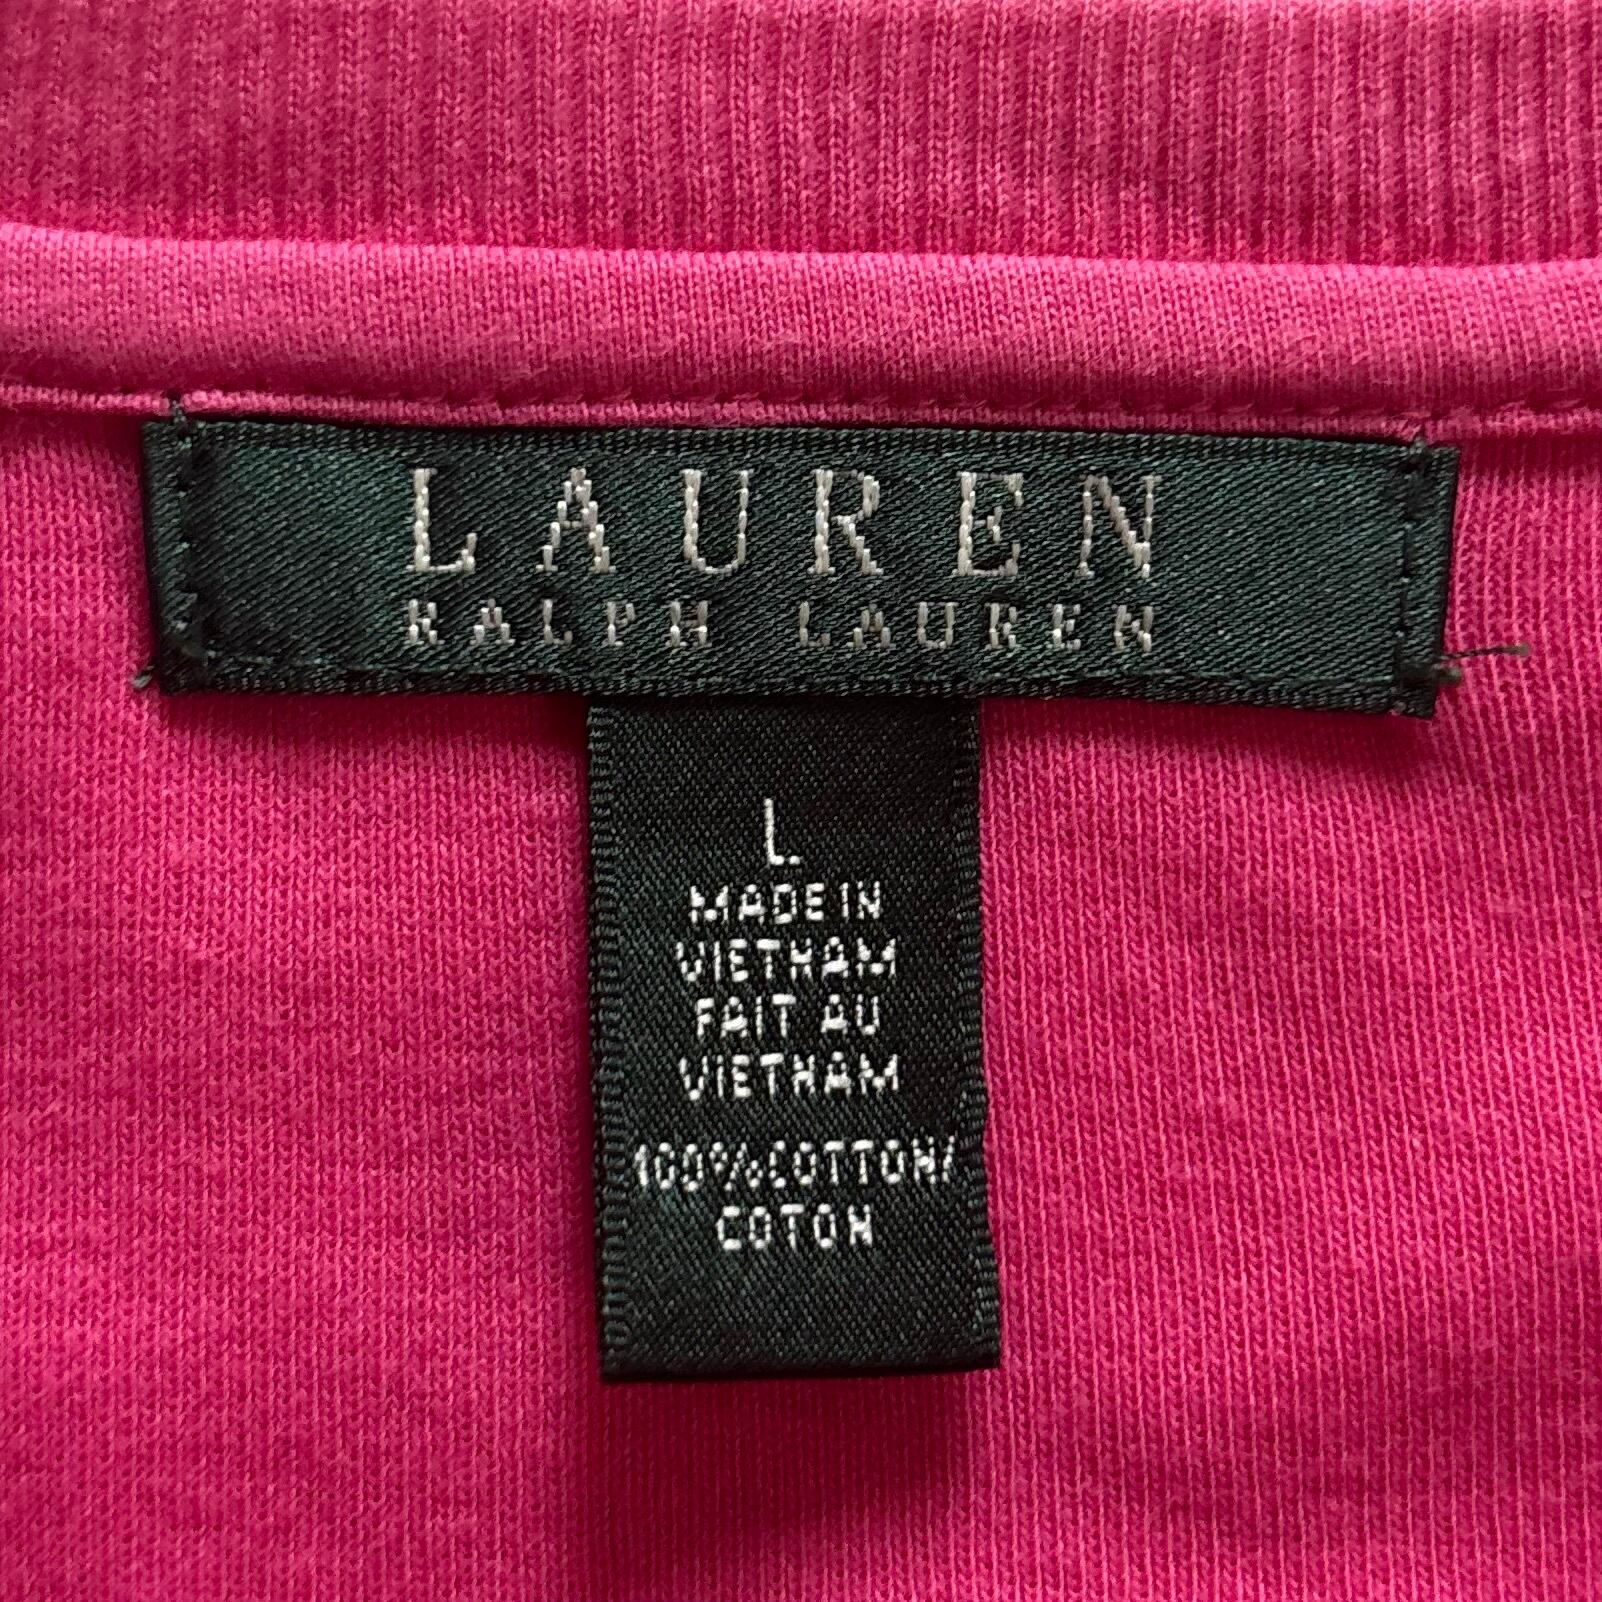 LAUREN
RALPH LAUREN
L
MADE IN
VIETNAM
FAIT AU
VIETNAM
100%COTTON/
COTON